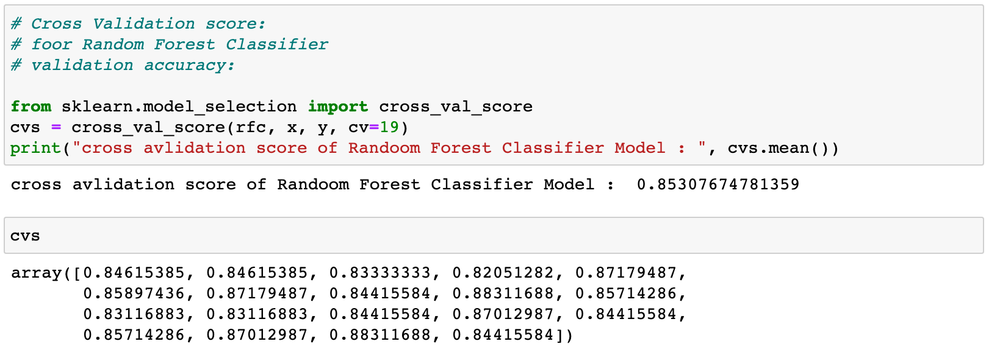 # Cross Validation score:
# foor Random Forest Classifier
# validation accuracy:
from sklearn.model_selection import cross_val_score
cvs = cross_val_score(rfc, x, y, cv=19)
print("cross avlidation score of Randoom Forest Classifier Model : ", cvs.mean())
cross avlidation score of Randoom Forest Classifier Model :  0.85307674781359
cvs
array([0.84615385, 0.84615385, 0.83333333, 0.82051282, 0.87179487,
0.85897436, 0.87179487, 0.84415584, 0.88311688, 0.85714286,
0.83116883, 0.83116883, 0.84415584, 0.87012987, 0.84415584,
0.85714286, 0.87012987, 0.88311688, 0.84415584])